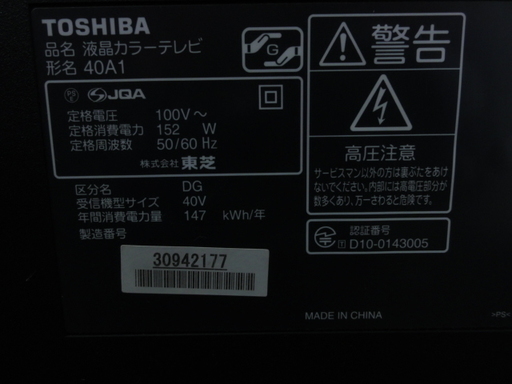 TOSHIBA
品名 液晶カラーテレビ
形名 40A1
G
PS E
JQA
定格電圧 100V～
定格消費電力 152 W
定格周波数 50/60 Hz
株式会社 東芝
区分名 DG
受信機型サイズ 40V
年間消費電力量 147 kWh/年
製造番号
30942177
警告
高圧注意
サービスマン以外の方は裏ぶたをあけ
ないでください。内部には高電圧部分が
数多くあり、万一さわると危険です。
認証番号
T D10-0143005
MADE IN CHINA
>PS<